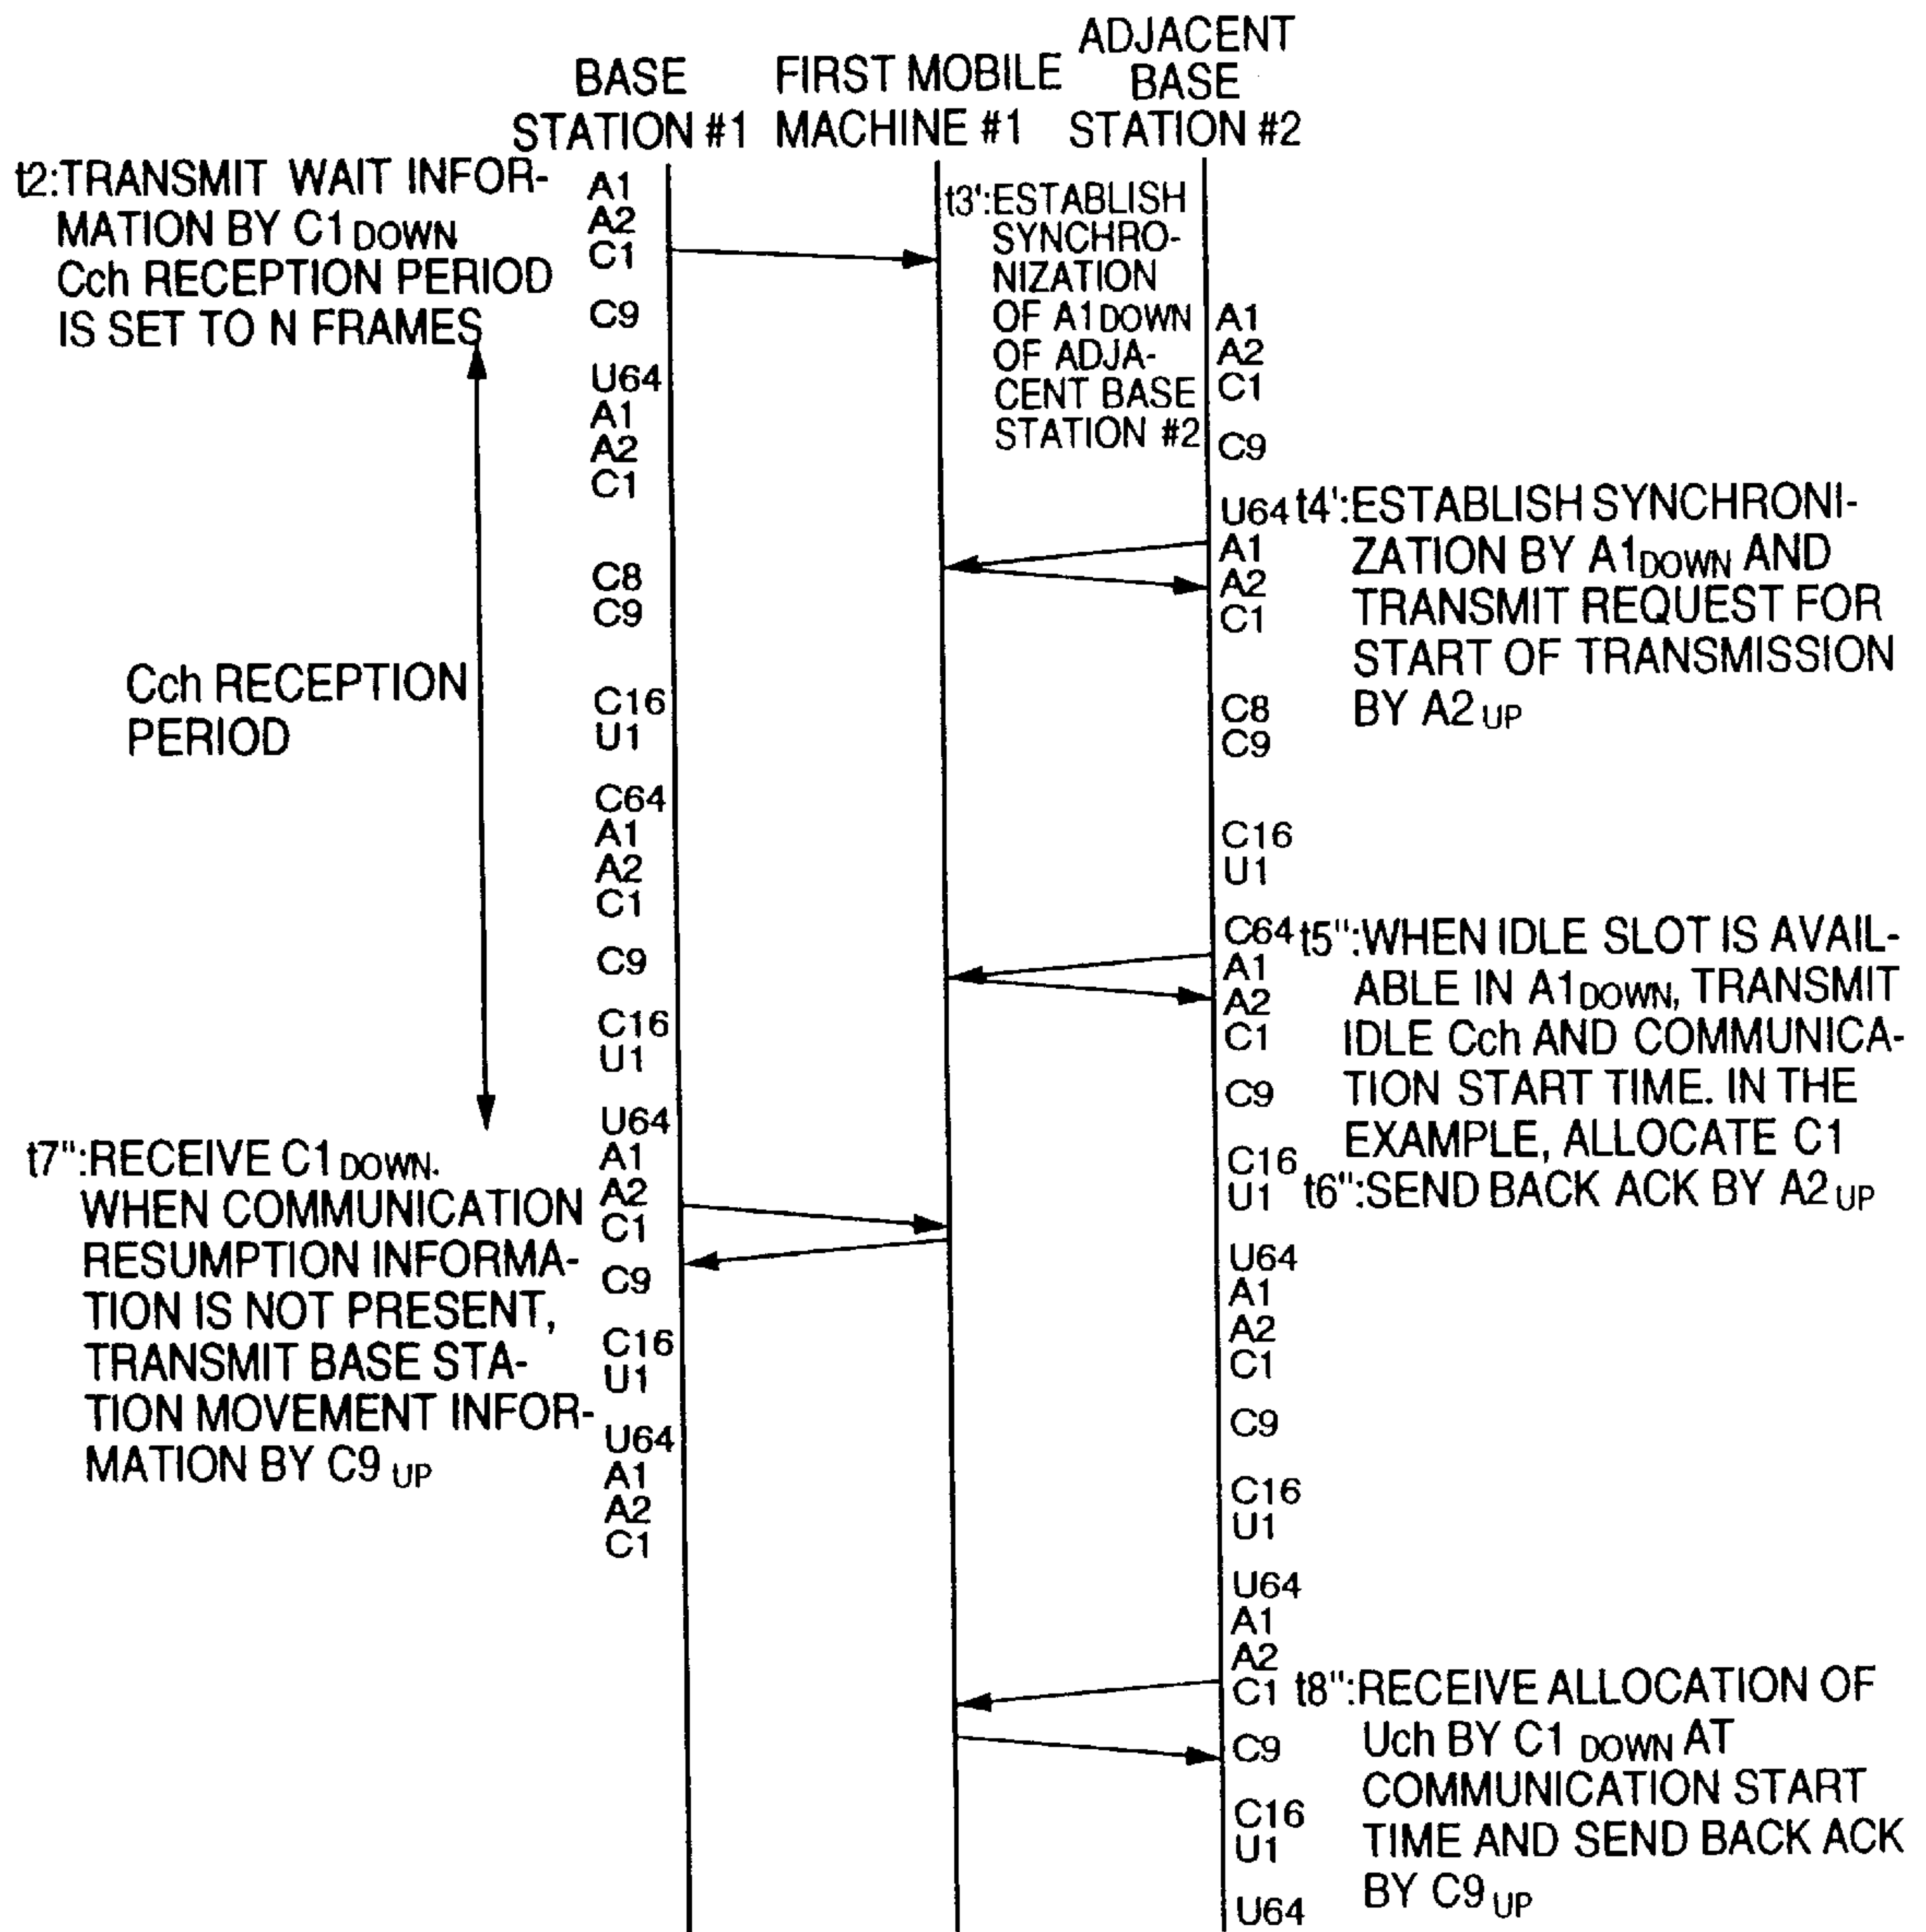 BASE
STATION #1
FIRST MOBILE
MACHINE #1
ADJACENT
BASE
STATION #2
t2:TRANSMIT WAIT INFOR-
MATION BY C1 DOWN
Cch RECEPTION PERIOD
IS SET TO N FRAMES
Cch RECEPTION
PERIOD
t7":RECEIVE C1 DOWN.
WHEN COMMUNICATION
RESUMPTION INFORMA-
TION IS NOT PRESENT,
TRANSMIT BASE STA-
TION MOVEMENT INFOR-
MATION BY C9 UP
A1
A2
C1
C9
U64
A1
A2
C1
C8
C9
C16
U1
C64
A1
A2
C1
C9
C16
U1
U64
A1
A2
C1
C9
C16
U1
U64
A1
A2
C1
t3':ESTABLISH
SYNCHRO-
NIZATION
OF A1DOWN
OF ADJA-
CENT BASE
STATION #2
A1
A2
C1
C9
U64
A1
A2
C1
C8
C9
C16
U1
C64
A1
A2
C1
C9
C16
U1
U64
A1
A2
C1
C9
C16
U1
U64
A1
A2
C1
C9
C16
U1
U64
t4':ESTABLISH SYNCHRONI-
ZATION BY A1DOWN AND
TRANSMIT REQUEST FOR
START OF TRANSMISSION
BY A2 UP
t5":WHEN IDLE SLOT IS AVAIL-
ABLE IN A1DOWN, TRANSMIT
IDLE Cch AND COMMUNICA-
TION START TIME. IN THE
EXAMPLE, ALLOCATE C1
t6":SEND BACK ACK BY A2 UP
t8":RECEIVE ALLOCATION OF
Uch BY C1 DOWN AT
COMMUNICATION START
TIME AND SEND BACK ACK
BY C9 UP